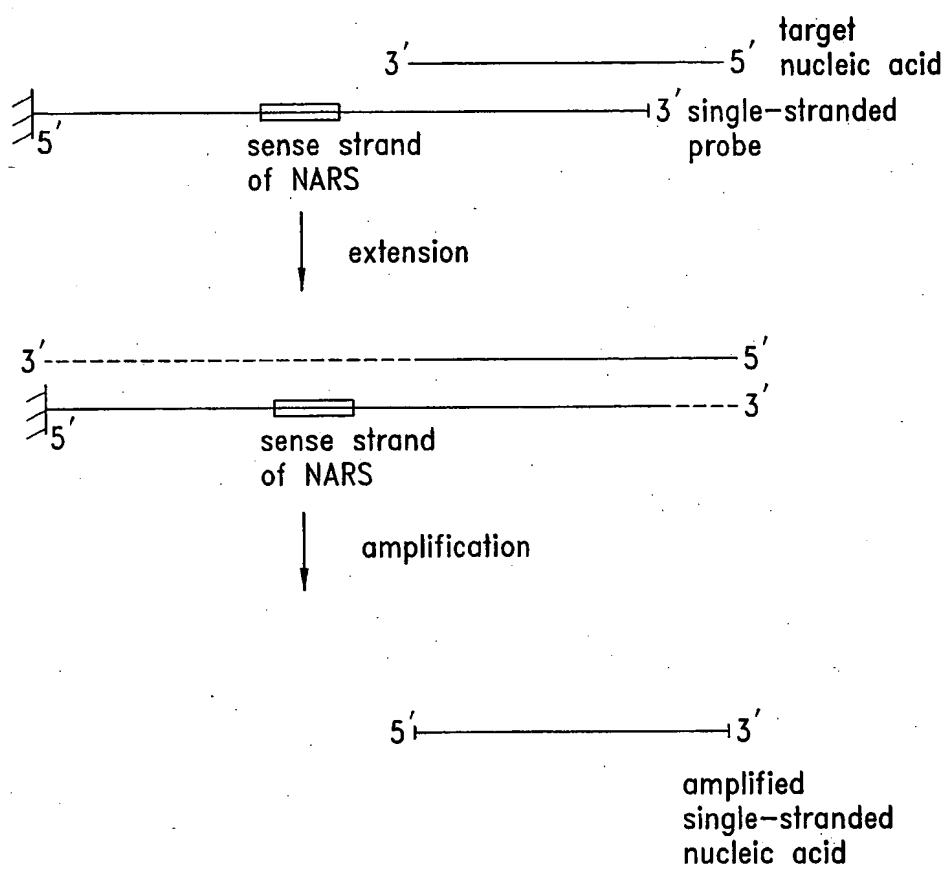 target
3′ 5′ nucleic acid
5′ 3′ single-stranded
probe
sense strand
of NARS
extension
3′ 5′
5′ 3′
sense strand
of NARS
amplification
5′ 3′
amplified
single-stranded
nucleic acid